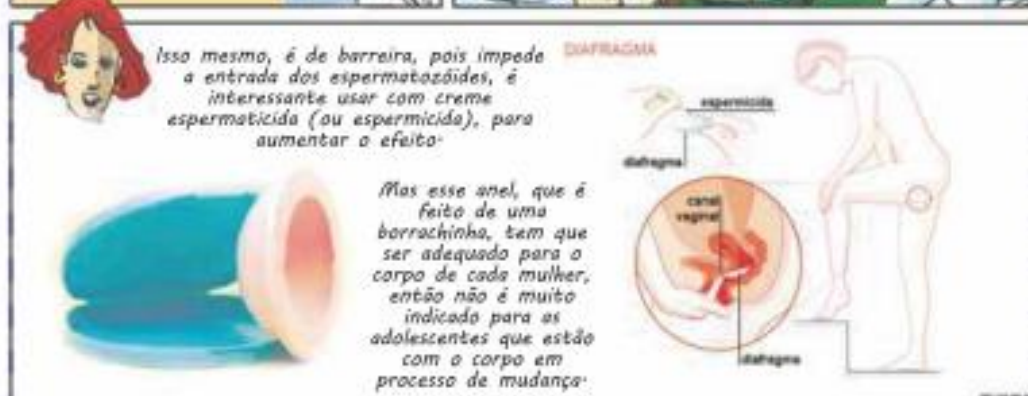 Isso mesmo, é de barreira, pois impede
a entrada dos espermatozóides, é
interessante usar com creme
espermaticida (ou espermicida), para
aumentar o efeito.
DIAFRAGMA
espermicida
diafragma
canal
vaginal
diafragma
Mas esse anel, que é
feito de uma
borrachinha, tem que
ser adequado para o
corpo de cada mulher,
então não é muito
indicado para as
adolescentes que estão
com o corpo em
processo de mudança.